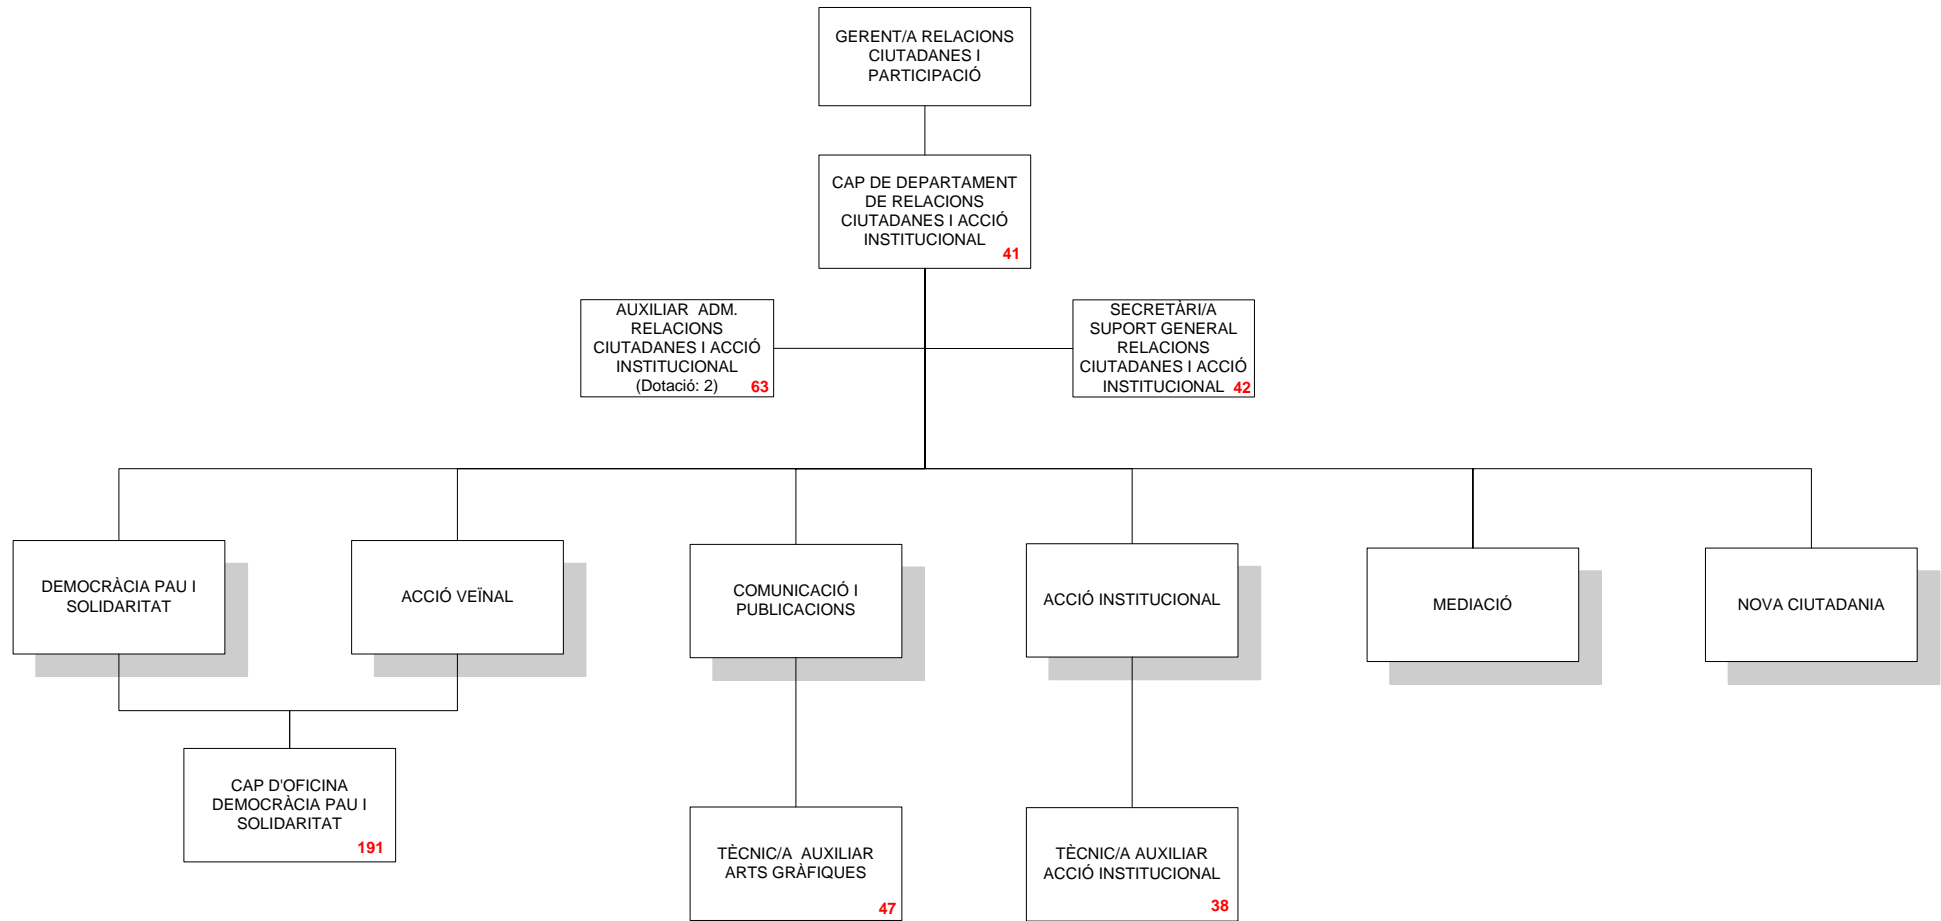 GERENT/A RELACIONS
CIUTADANES I
PARTICIPACIÓ
CAP DE DEPARTAMENT
DE RELACIONS
CIUTADANES I ACCIÓ
INSTITUCIONAL
41
AUXILIAR ADM.
RELACIONS
CIUTADANES I ACCIÓ
INSTITUCIONAL
(Dotació: 2) 63
SECRETÀRI/A
SUPORT GENERAL
RELACIONS
CIUTADANES I ACCIÓ
INSTITUCIONAL 42
DEMOCRÀCIA PAU I
SOLIDARITAT
ACCIÓ VEÏNAL
COMUNICACIÓ I
PUBLICACIONS
ACCIÓ INSTITUCIONAL
MEDIACIÓ
NOVA CIUTADANIA
CAP D'OFICINA
DEMOCRÀCIA PAU I
SOLIDARITAT
191
TÈCNIC/A AUXILIAR
ARTS GRÀFIQUES
47
TÈCNIC/A AUXILIAR
ACCIÓ INSTITUCIONAL
38